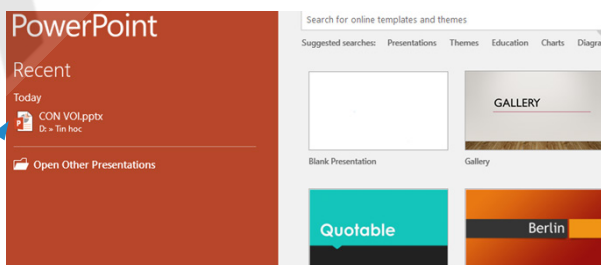 PowerPoint
Recent
Today
CON VOI.pptx
D: » Tin hoc
Open Other Presentations
Search for online templates and themes
Suggested searches: Presentations Themes Education Charts
GALLERY
Blank Presentation
Gallery
Quotable
Berlin